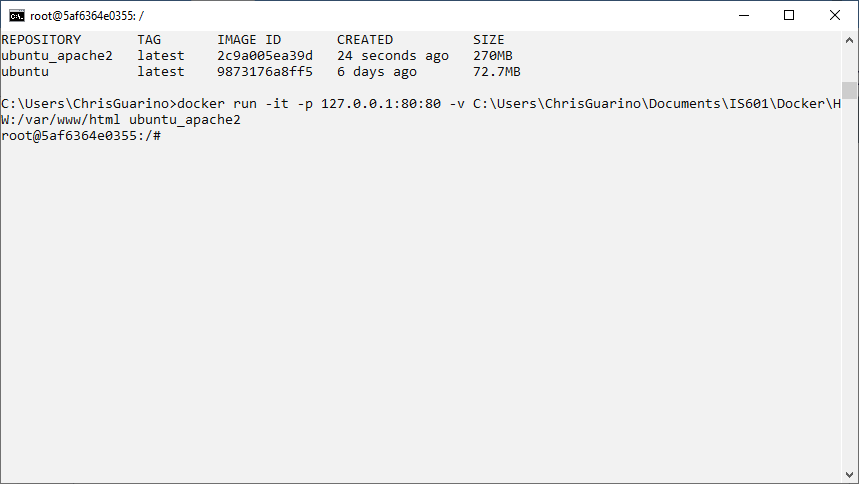 root@5af6364e0355: /
REPOSITORY TAG IMAGE ID CREATED SIZE
ubuntu_apache2 latest 2c9a005ea39d 24 seconds ago 270MB
ubuntu latest 9873176a8ff5 6 days ago 72.7MB
C:\Users\ChrisGuarino>docker run -it -p 127.0.0.1:80:80 -v C:\Users\ChrisGuarino\Documents\IS601\Docker\H
W:/var/www/html ubuntu_apache2
root@5af6364e0355:/#